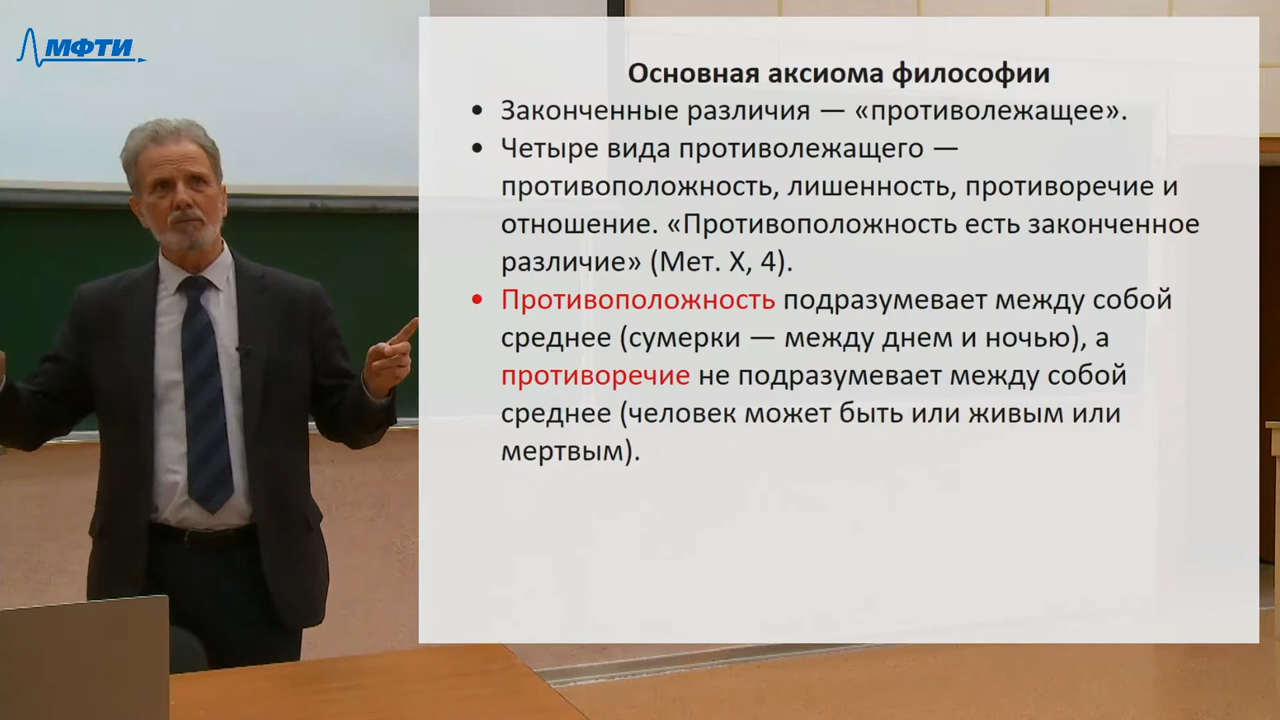 МФТИ
Основная аксиома философии
• Законченные различия — «противолежащее».
• Четыре вида противолежащего —
противоположность, лишенность, противоречие и
отношение. «Противоположность есть законченное
различие» (Мет. X, 4).
• Противоположность подразумевает между собой
среднее (сумерки — между днем и ночью), а
противоречие не подразумевает между собой
среднее (человек может быть или живым или
мертвым).